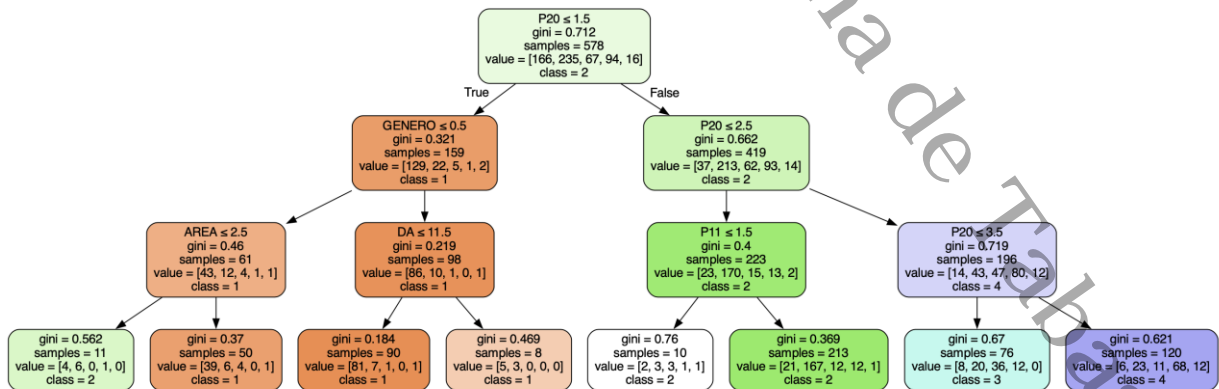 P20 ≤ 1.5
gini = 0.712
samples = 578
value = [166, 235, 67, 94, 16]
class = 2
True
False
GENERO ≤ 0.5
gini = 0.321
samples = 159
value = [129, 22, 5, 1, 2]
class = 1
P20 ≤ 2.5
gini = 0.662
samples = 419
value = [37, 213, 62, 93, 14]
class = 2
AREA ≤ 2.5
gini = 0.46
samples = 61
value = [43, 12, 4, 1, 1]
class = 1
DA ≤ 11.5
gini = 0.219
samples = 98
value = [86, 10, 1, 0, 1]
class = 1
P11 ≤ 1.5
gini = 0.4
samples = 223
value = [23, 170, 15, 13, 2]
class = 2
P20 ≤ 3.5
gini = 0.719
samples = 196
value = [14, 43, 47, 80, 12]
class = 4
gini = 0.562
samples = 11
value = [4, 6, 0, 1, 0]
class = 2
gini = 0.37
samples = 50
value = [39, 6, 4, 0, 1]
class = 1
gini = 0.184
samples = 90
value = [81, 7, 1, 0, 1]
class = 1
gini = 0.469
samples = 8
value = [5, 3, 0, 0, 0]
class = 1
gini = 0.76
samples = 10
value = [2, 3, 3, 1, 1]
class = 2
gini = 0.369
samples = 213
value = [21, 167, 12, 12, 1]
class = 2
gini = 0.67
samples = 76
value = [8, 20, 36, 12, 0]
class = 3
gini = 0.621
samples = 120
value = [6, 23, 11, 68, 12]
class = 4
de